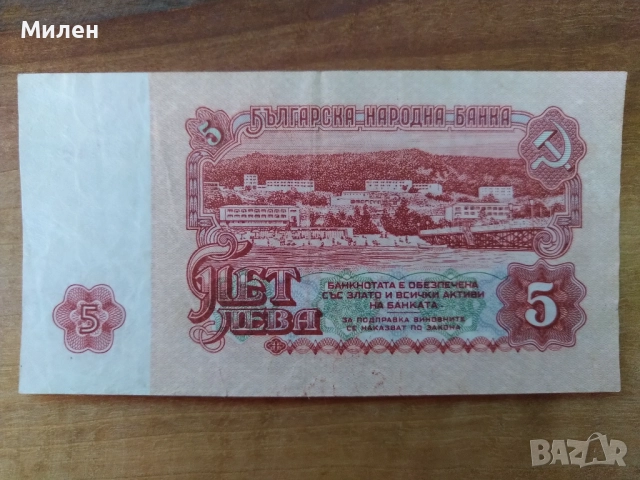 Милен
5
БЪЛГАРСКА НАРОДНА БАНКА
ПЕТ
ЛЕВА
БАНКНОТАТА Е ОБЕЗПЕЧЕНА
СЪС ЗЛАТО И ВСИЧКИ АКТИВИ
НА БАНКАТА
ЗА ПОДПРАВКА ВИНОВНИТЕ
СЕ НАКАЗВАТ ПО ЗАКОНА
5
5
BAZAR